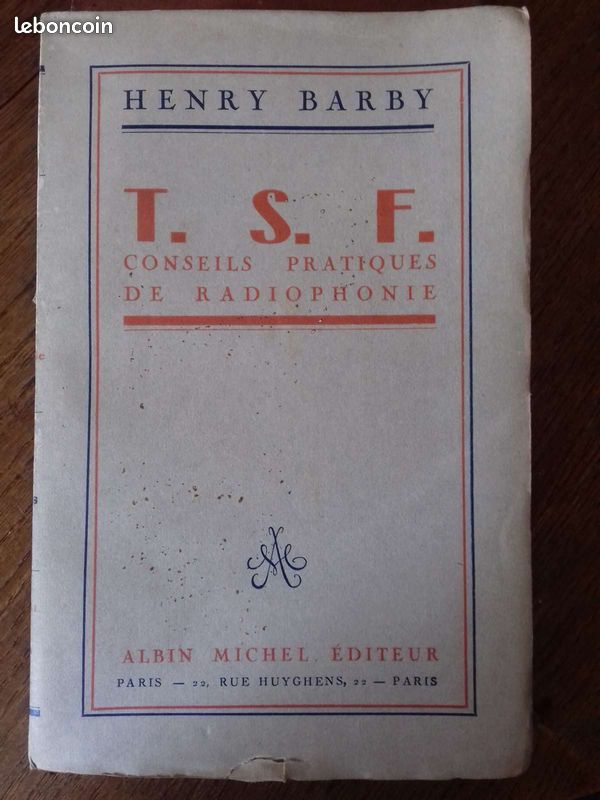 leboncoin
HENRY BARBY
T. S. F.
CONSEILS PRATIQUES
DE RADIOPHONIE
ALBIN MICHEL, ÉDITEUR
PARIS — 22, RUE HUYGHENS, 22 — PARIS